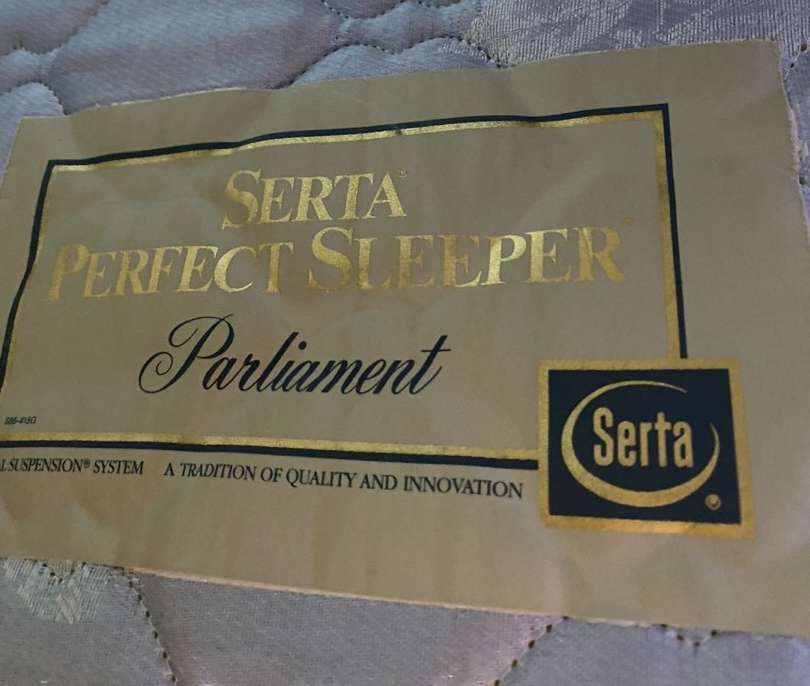 SERTA®
PERFECT SLEEPER
Parliament
SUSPENSION® SYSTEM A TRADITION OF QUALITY AND INNOVATION
Serta®